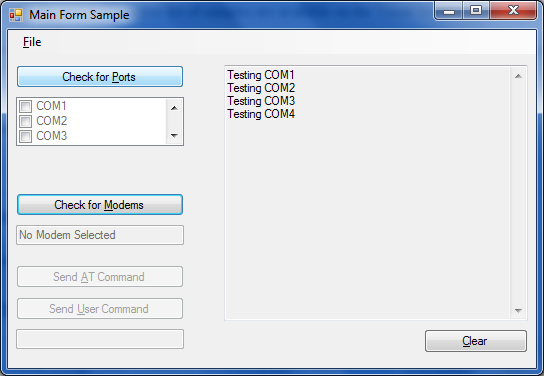 Main Form Sample
File
Check for Ports
COM1
COM2
COM3
Check for Modems
No Modem Selected
Send AT Command
Send User Command
Testing COM1
Testing COM2
Testing COM3
Testing COM4
Clear